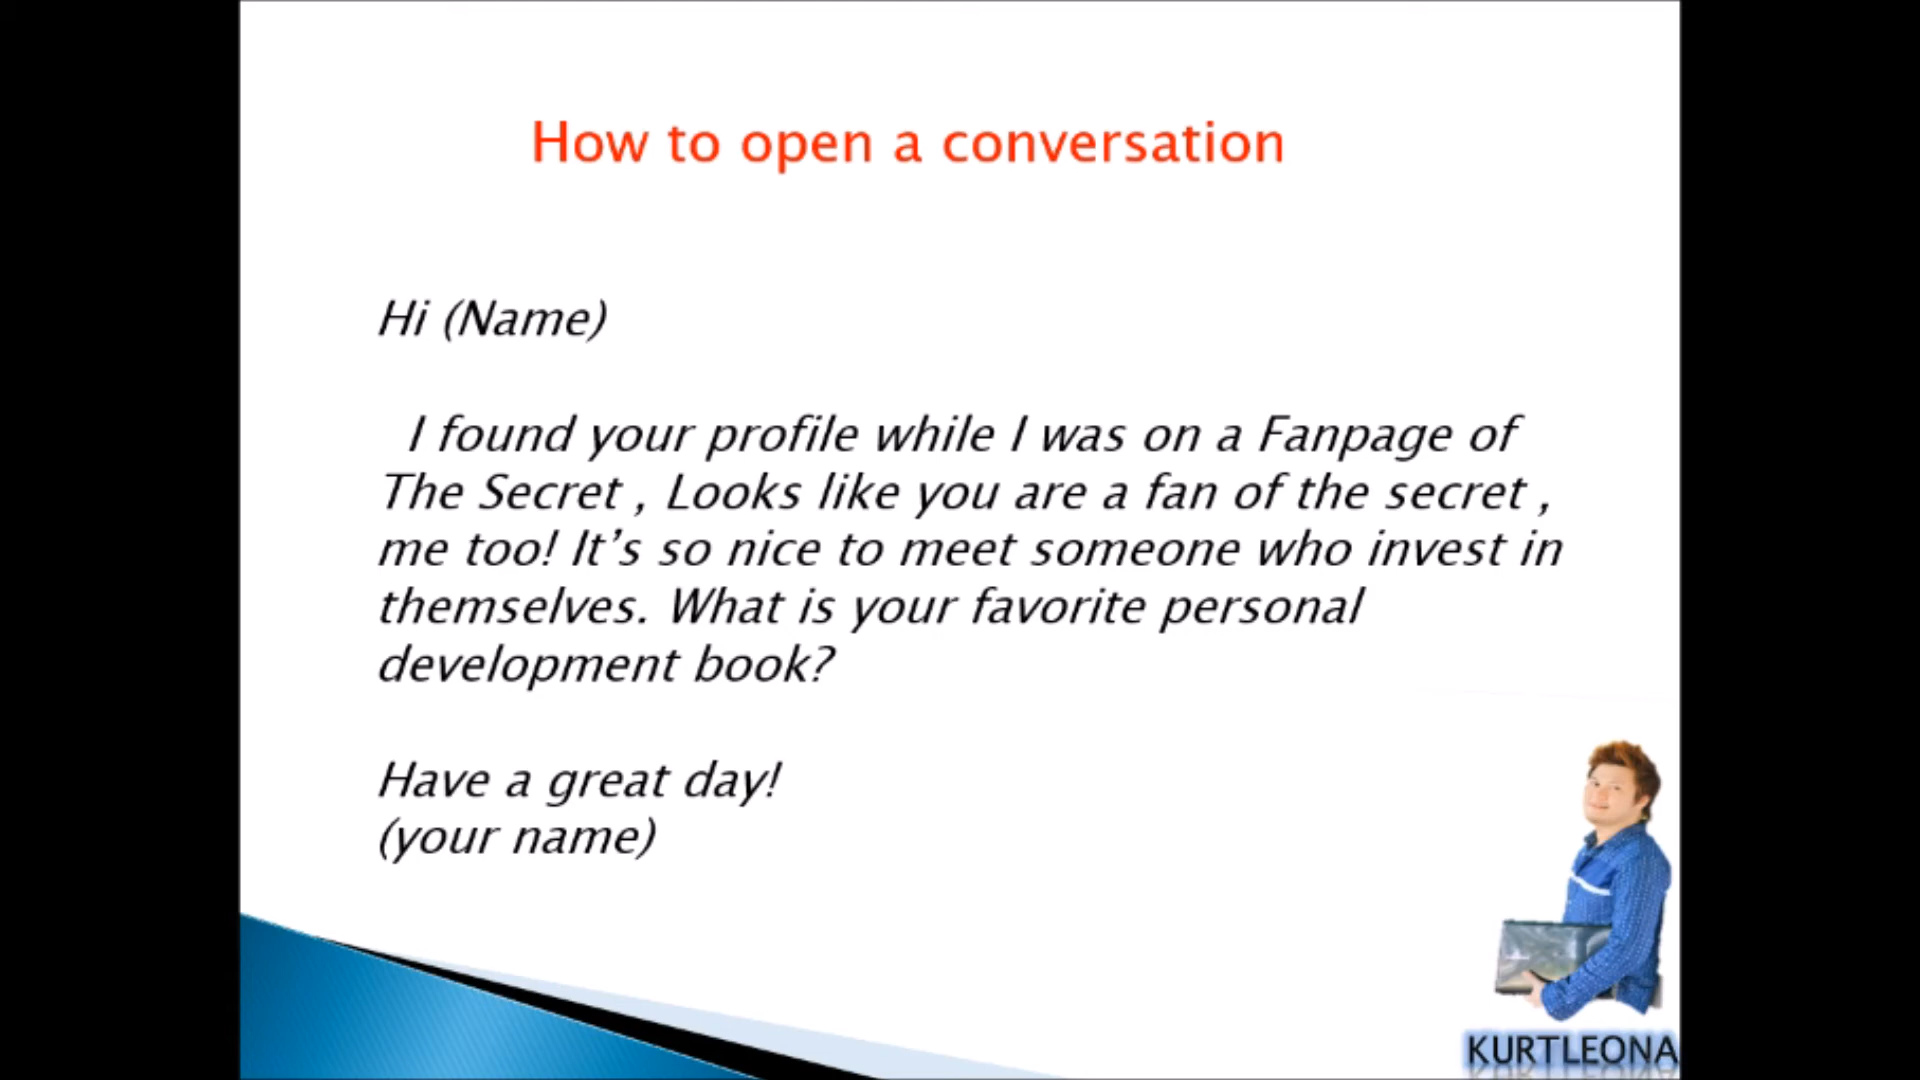 How to open a conversation
Hi (Name)
I found your profile while I was on a Fanpage of
The Secret , Looks like you are a fan of the secret ,
me too! It’s so nice to meet someone who invest in
themselves. What is your favorite personal
development book?
Have a great day!
(your name)
KURTLEONA